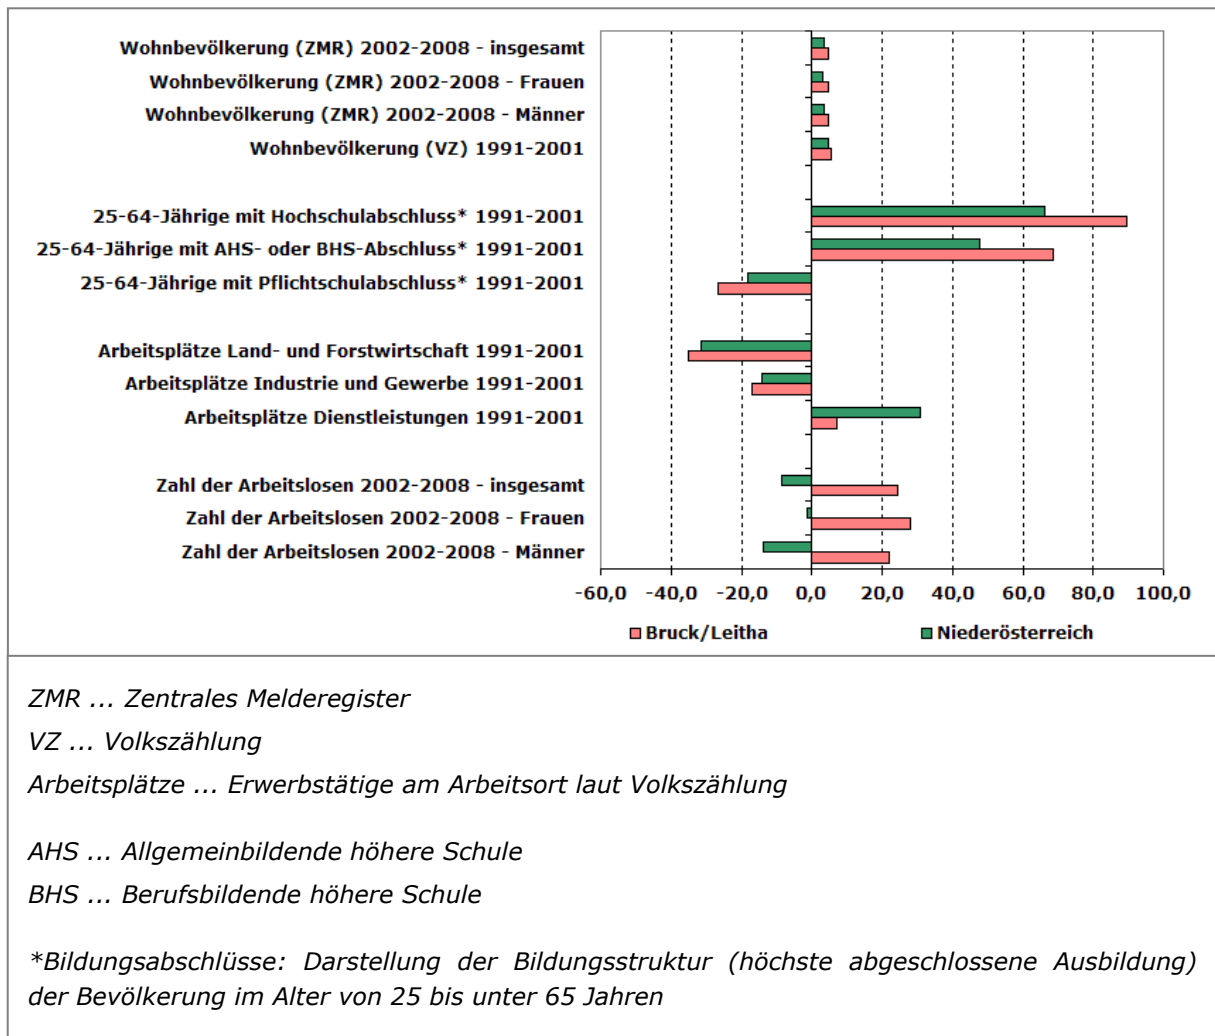 Wohnbevölkerung (ZMR) 2002-2008 - insgesamt
Wohnbevölkerung (ZMR) 2002-2008 - Frauen
Wohnbevölkerung (ZMR) 2002-2008 - Männer
Wohnbevölkerung (VZ) 1991-2001
25-64-Jährige mit Hochschulabschluss* 1991-2001
25-64-Jährige mit AHS- oder BHS-Abschluss* 1991-2001
25-64-Jährige mit Pflichtschulabschluss* 1991-2001
Arbeitsplätze Land- und Forstwirtschaft 1991-2001
Arbeitsplätze Industrie und Gewerbe 1991-2001
Arbeitsplätze Dienstleistungen 1991-2001
Zahl der Arbeitslosen 2002-2008 - insgesamt
Zahl der Arbeitslosen 2002-2008 - Frauen
Zahl der Arbeitslosen 2002-2008 - Männer
-60,0 -40,0 -20,0 0,0 20,0 40,0 60,0 80,0 100,0
Bruck/Leitha Niederösterreich
ZMR ... Zentrales Melderegister
VZ ... Volkszählung
Arbeitsplätze ... Erwerbstätige am Arbeitsort laut Volkszählung
AHS ... Allgemeinbildende höhere Schule
BHS ... Berufsbildende höhere Schule
*Bildungsabschlüsse: Darstellung der Bildungsstruktur (höchste abgeschlossene Ausbildung)
der Bevölkerung im Alter von 25 bis unter 65 Jahren